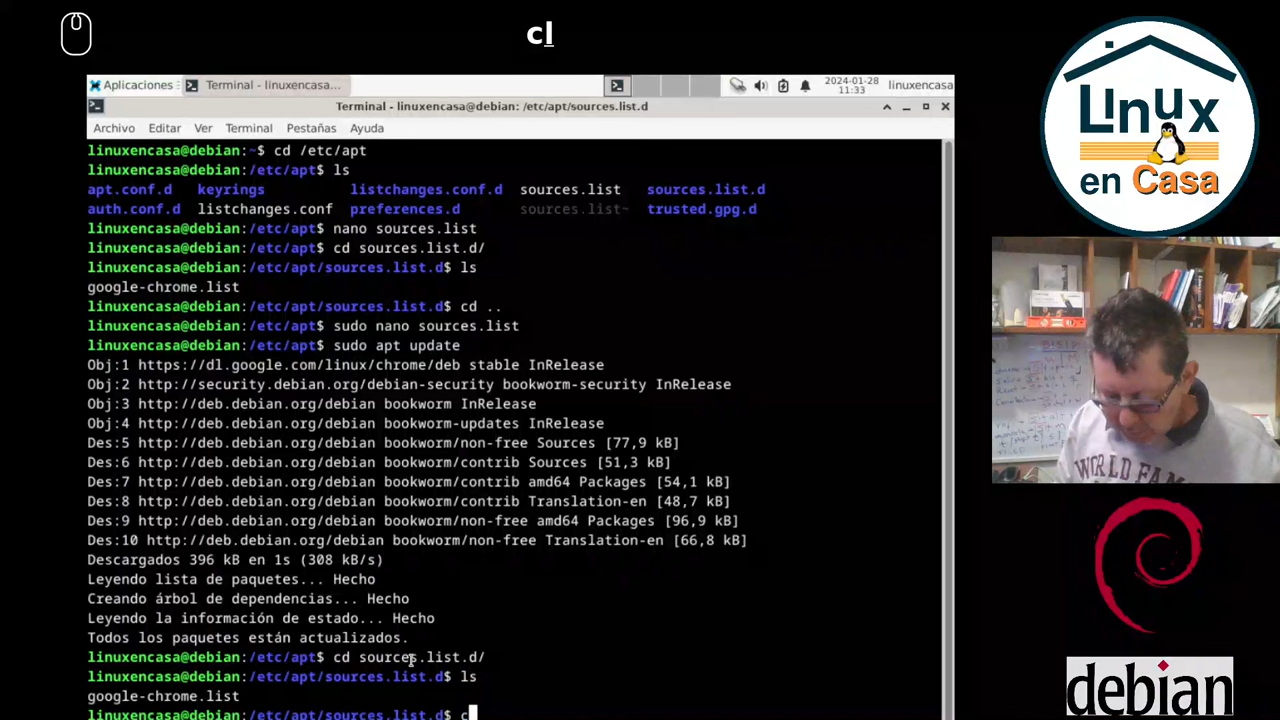 cl
Aplicaciones
Terminal - linuxencasa...
2024-01-28
11:33
linuxencasa
Terminal - linuxencasa@debian: /etc/apt/sources.list.d
Archivo Editar Ver Terminal Pestañas Ayuda
linuxencasa@debian:~$ cd /etc/apt
linuxencasa@debian:/etc/apt$ ls
apt.conf.d keyrings listchanges.conf.d sources.list sources.list.d
auth.conf.d listchanges.conf preferences.d sources.list~ trusted.gpg.d
linuxencasa@debian:/etc/apt$ nano sources.list
linuxencasa@debian:/etc/apt$ cd sources.list.d/
linuxencasa@debian:/etc/apt/sources.list.d$ ls
google-chrome.list
linuxencasa@debian:/etc/apt/sources.list.d$ cd ..
linuxencasa@debian:/etc/apt$ sudo nano sources.list
linuxencasa@debian:/etc/apt$ sudo apt update
Obj:1 https://dl.google.com/linux/chrome/deb stable InRelease
Obj:2 http://security.debian.org/debian-security bookworm-security InRelease
Obj:3 http://deb.debian.org/debian bookworm InRelease
Obj:4 http://deb.debian.org/debian bookworm-updates InRelease
Des:5 http://deb.debian.org/debian bookworm/non-free Sources [77,9 kB]
Des:6 http://deb.debian.org/debian bookworm/contrib Sources [51,3 kB]
Des:7 http://deb.debian.org/debian bookworm/contrib amd64 Packages [54,1 kB]
Des:8 http://deb.debian.org/debian bookworm/contrib Translation-en [48,7 kB]
Des:9 http://deb.debian.org/debian bookworm/non-free amd64 Packages [96,9 kB]
Des:10 http://deb.debian.org/debian bookworm/non-free Translation-en [66,8 kB]
Descargados 396 kB en 1s (308 kB/s)
Leyendo lista de paquetes... Hecho
Creando árbol de dependencias... Hecho
Leyendo la información de estado... Hecho
Todos los paquetes están actualizados.
linuxencasa@debian:/etc/apt$ cd sources.list.d/
linuxencasa@debian:/etc/apt/sources.list.d$ ls
google-chrome.list
linuxencasa@debian:/etc/apt/sources.list.d$ c
Linux
en Casa
WORLD FAM
debian